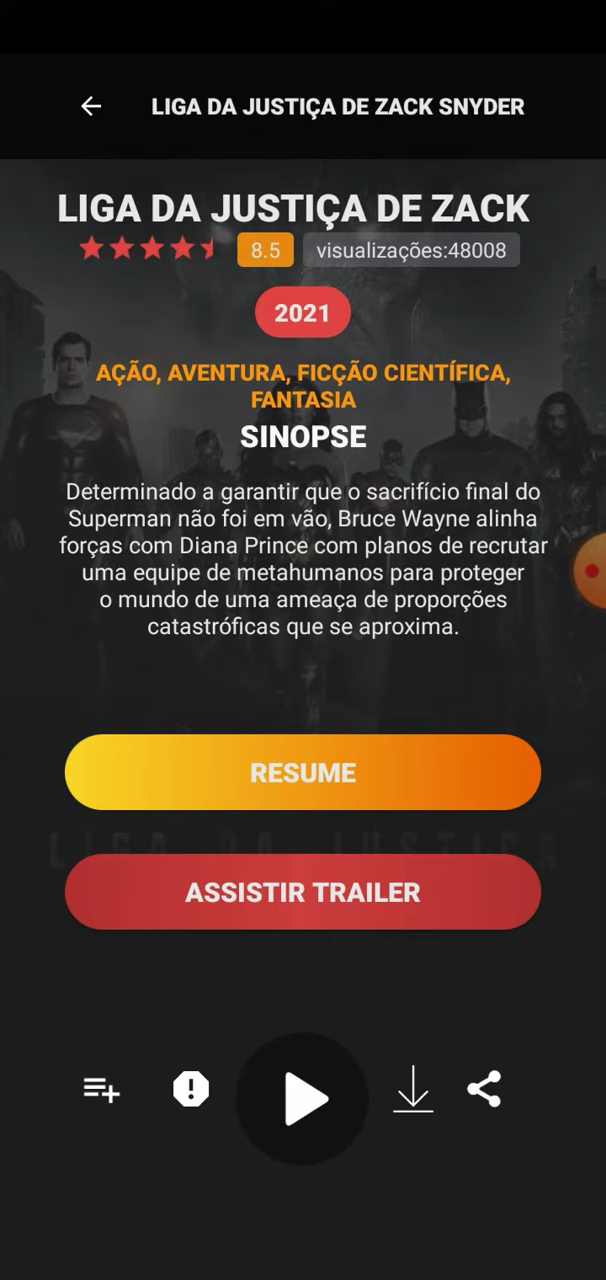 LIGA DA JUSTIÇA DE ZACK SNYDER
LIGA DA JUSTIÇA DE ZACK
8.5 visualizações:48008
2021
AÇÃO, AVENTURA, FICÇÃO CIENTÍFICA,
FANTASIA
SINOPSE
Determinado a garantir que o sacrifício final do
Superman não foi em vão, Bruce Wayne alinha
forças com Diana Prince com planos de recrutar
uma equipe de metahumanos para proteger
o mundo de uma ameaça de proporções
catastróficas que se aproxima.
RESUME
LIGA DA JUSTIÇA
ASSISTIR TRAILER